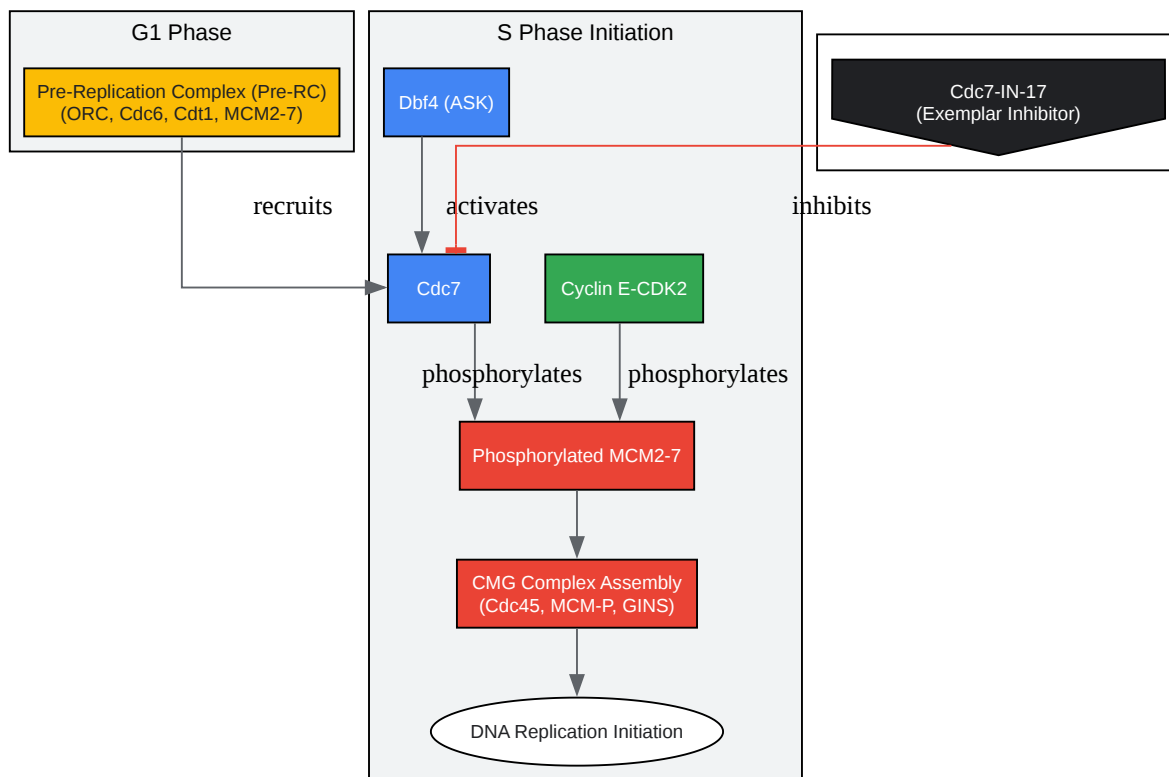 G1 Phase
S Phase Initiation
Pre-Replication Complex (Pre-RC)
(ORC, Cdc6, Cdt1, MCM2-7)
Dbf4 (ASK)
Cdc7-IN-17
(Exemplar Inhibitor)
recruits
activates
inhibits
Cdc7
Cyclin E-CDK2
phosphorylates
phosphorylates
Phosphorylated MCM2-7
CMG Complex Assembly
(Cdc45, MCM-P, GINS)
DNA Replication Initiation